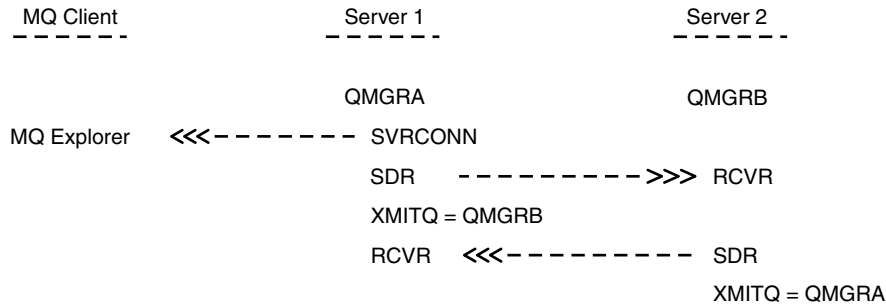 MQ Client Server 1 Server 2
QMGRA QMGRB
MQ Explorer <<< SVRCONN
SDR >>> RCVR
XMITQ = QMGRB
RCVR <<< SDR
XMITQ = QMGRA